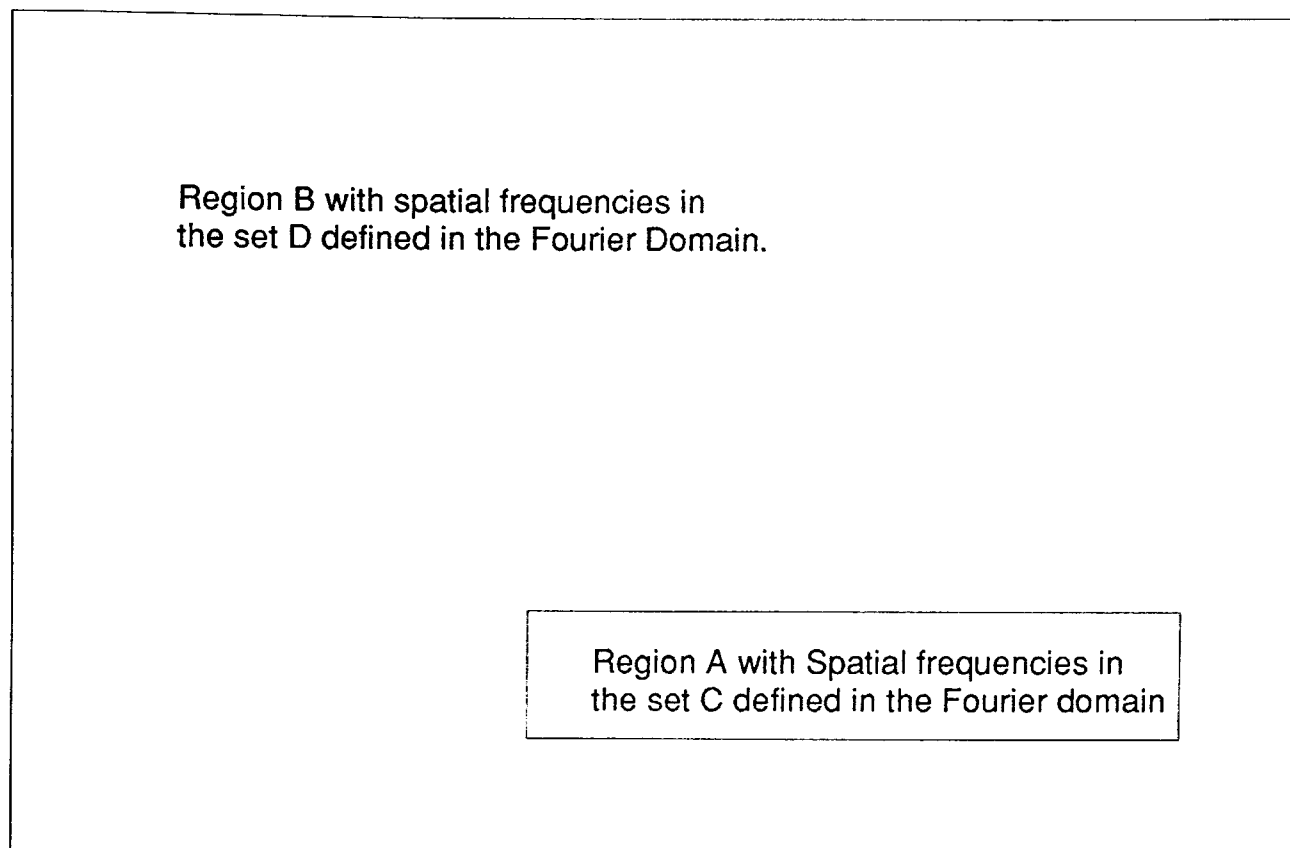 Region B with spatial frequencies in
the set D defined in the Fourier Domain.
Region A with Spatial frequencies in
the set C defined in the Fourier domain